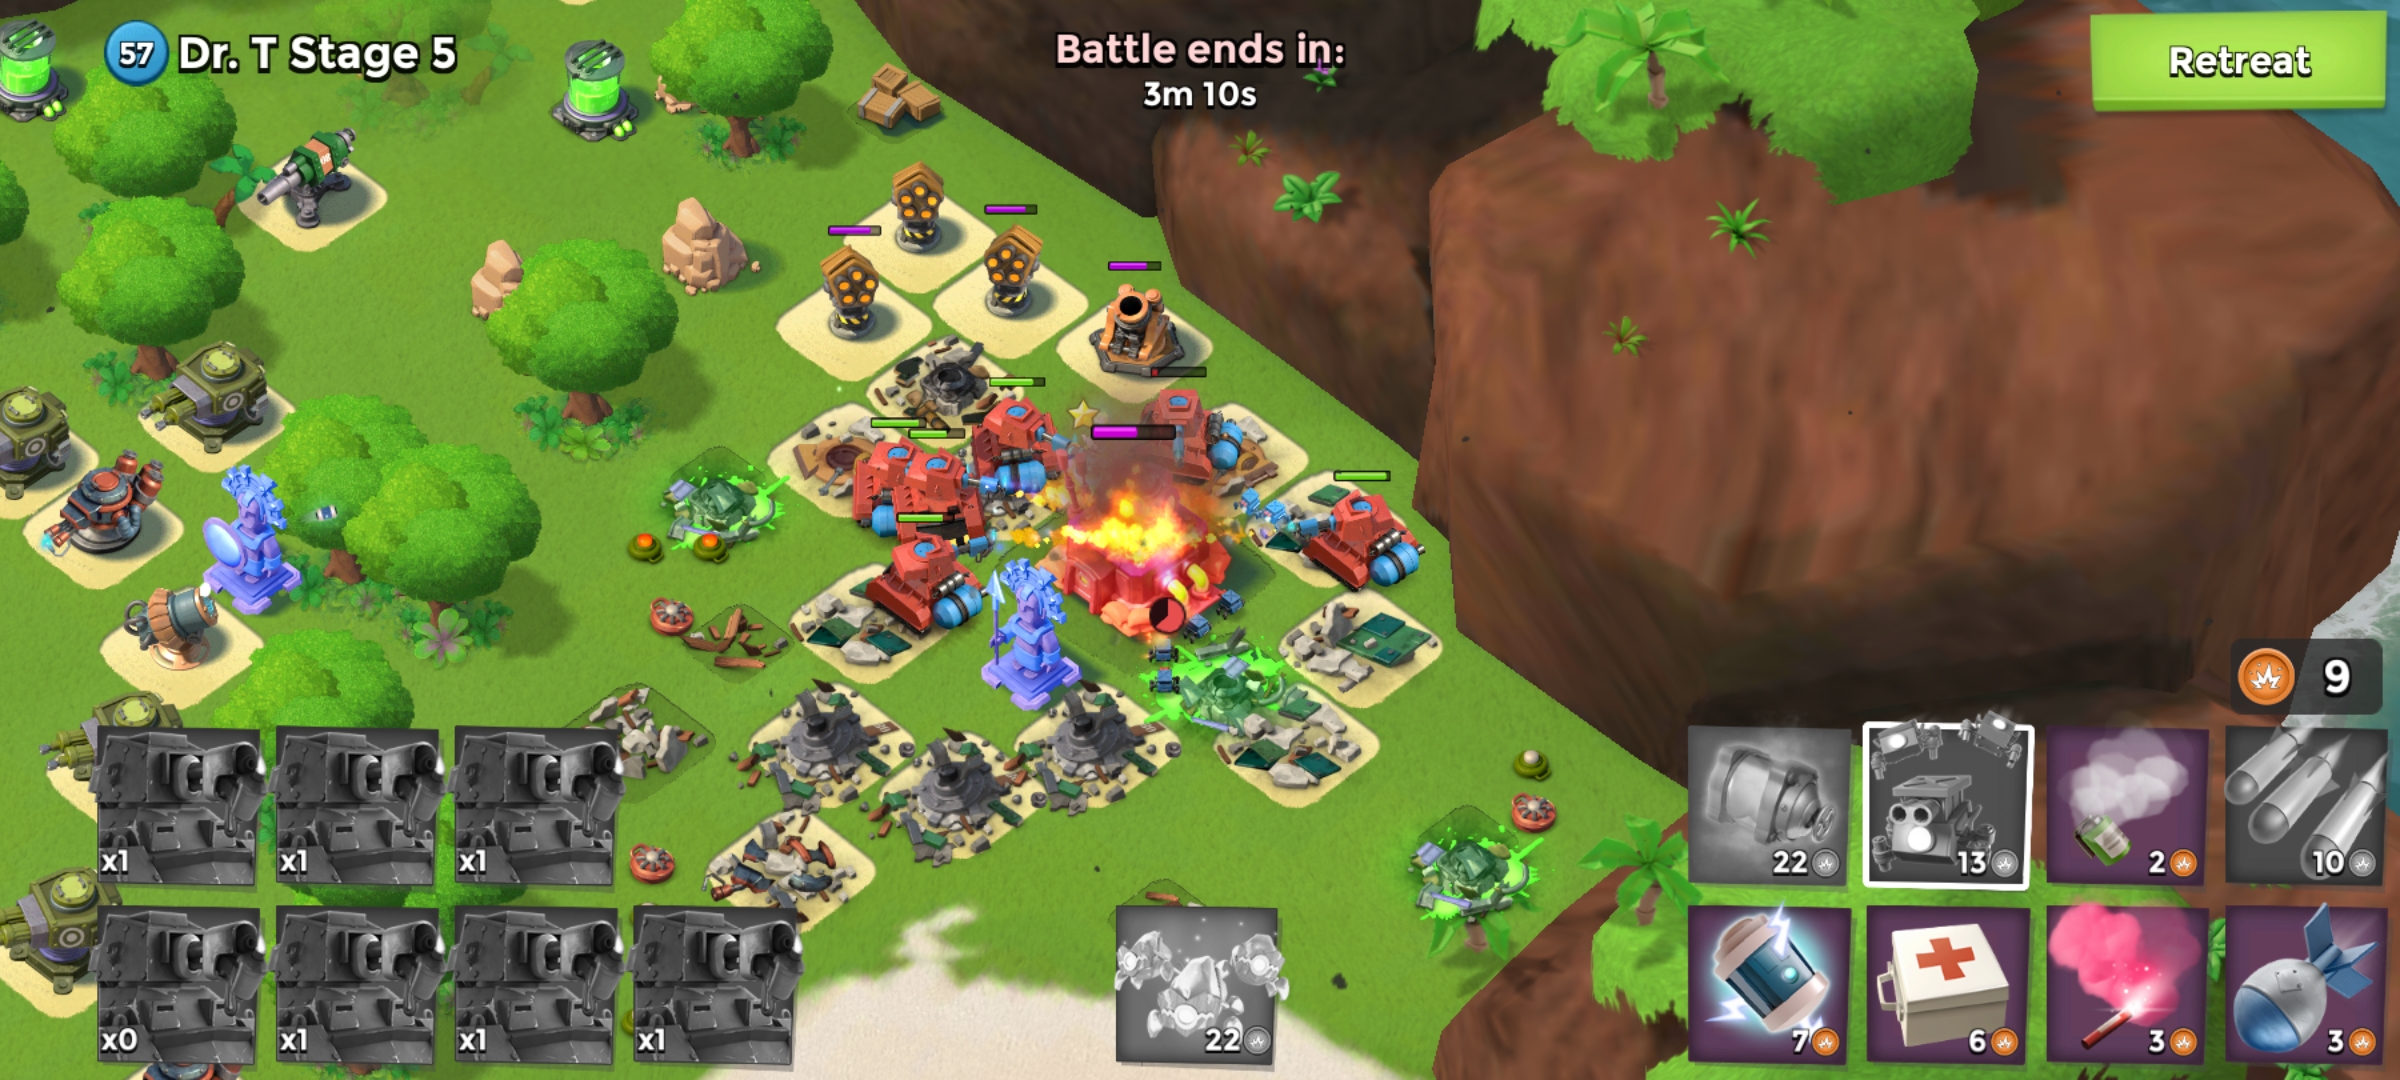 57 Dr. T Stage 5
Battle ends in:
3m 10s
Retreat
9
x1 x1 x1
22 13 2 10
x0 x1 x1 x1
22
7 6 3 3